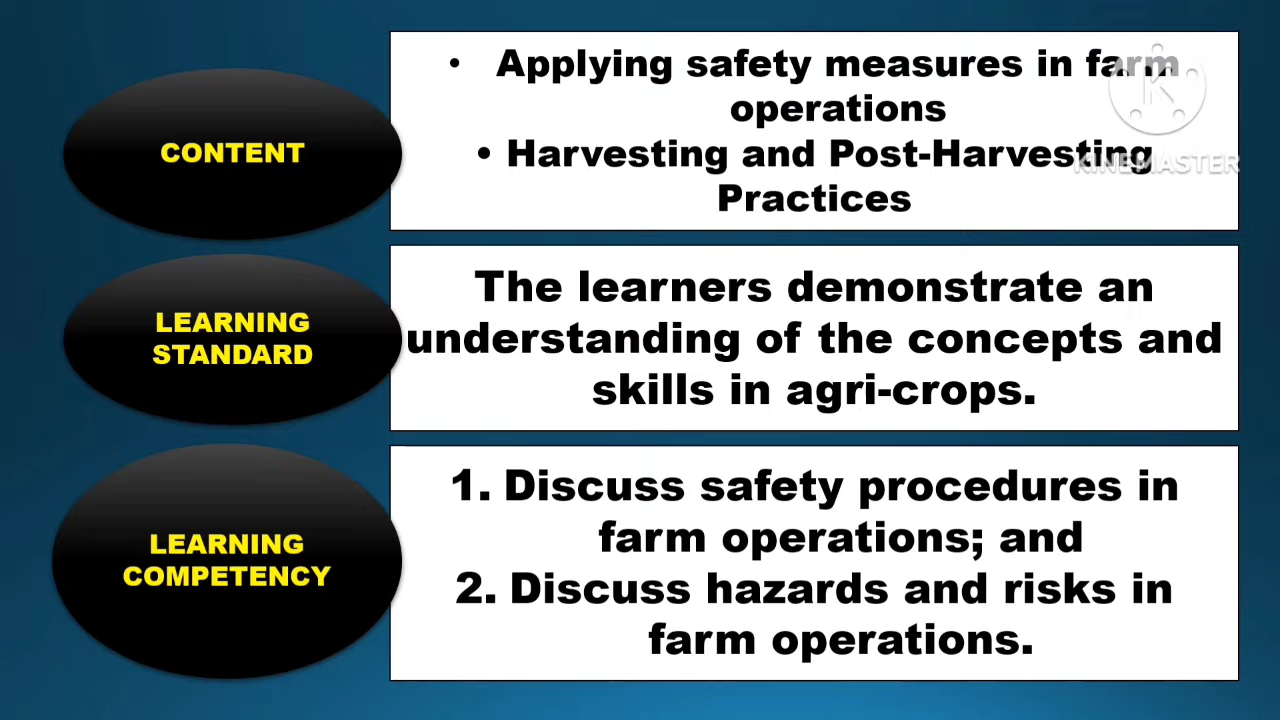 CONTENT
• Applying safety measures in farm
operations
• Harvesting and Post-Harvesting
Practices
KINEMASTER
LEARNING
STANDARD
The learners demonstrate an
understanding of the concepts and
skills in agri-crops.
LEARNING
COMPETENCY
1. Discuss safety procedures in
farm operations; and
2. Discuss hazards and risks in
farm operations.